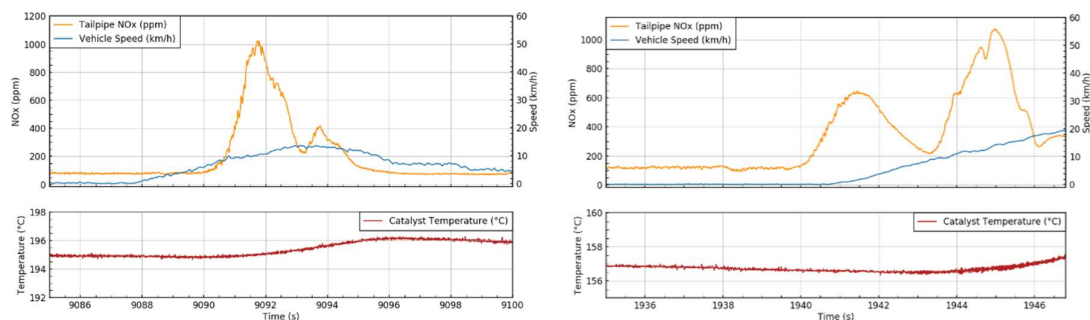 Tailpipe NOx (ppm)
Vehicle Speed (km/h)
1200
1000
800
600
400
200
0
NOx (ppm)
60
50
40
30
20
10
0
Speed (km/h)
198
196
194
192
Temperature (°C)
Catalyst Temperature (°C)
9086 9088 9090 9092 9094 9096 9098 9100
Time (s)
Tailpipe NOx (ppm)
Vehicle Speed (km/h)
1000
800
600
400
200
0
NOx (ppm)
60
50
40
30
20
10
0
Speed (km/h)
160
158
156
Temperature (°C)
Catalyst Temperature (°C)
1936 1938 1940 1942 1944 1946
Time (s)